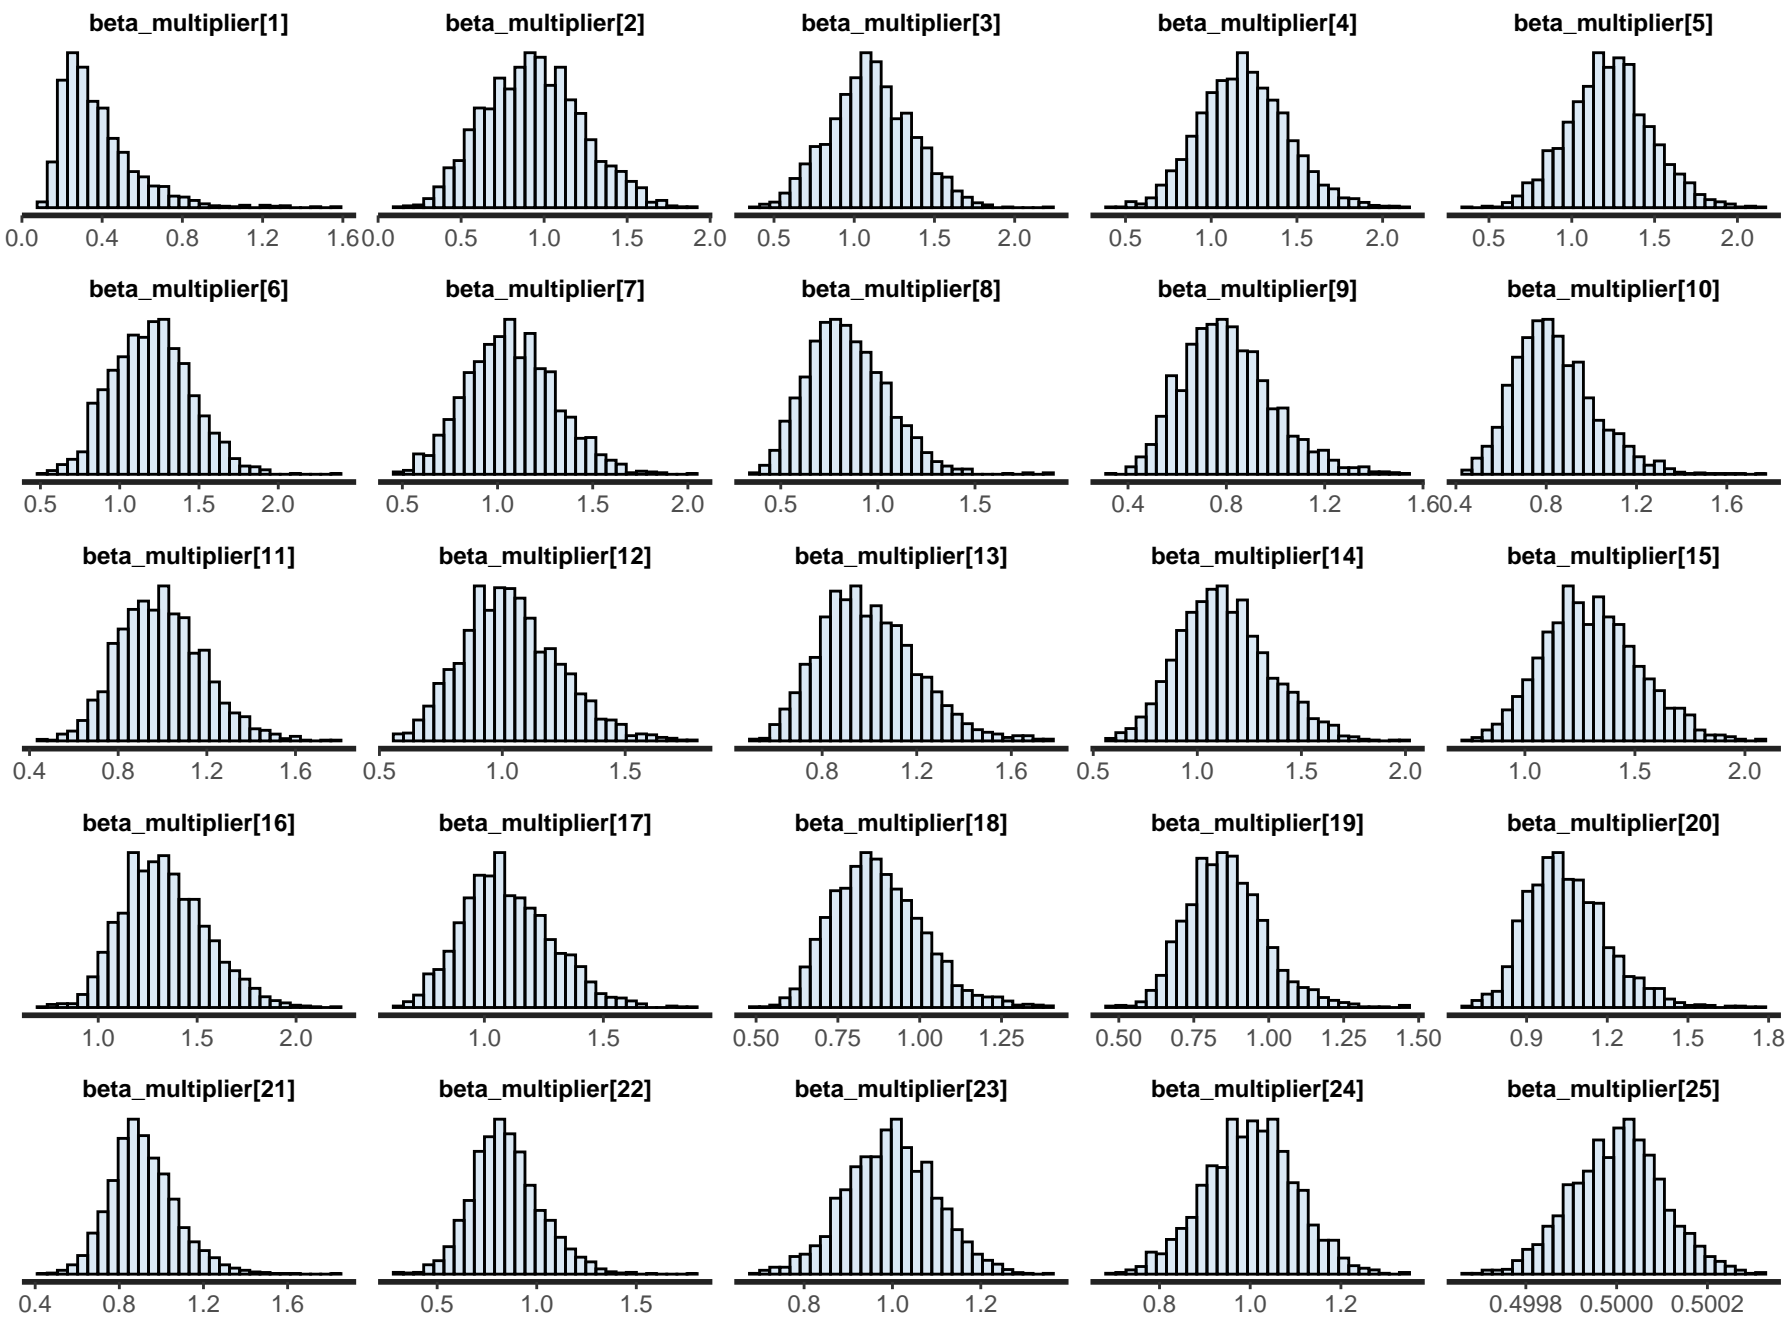 beta_multiplier[1] beta_multiplier[2] beta_multiplier[3] beta_multiplier[4] beta_multiplier[5]
0.0 0.4 0.8 1.2 1.6 0.0 0.5 1.0 1.5 2.0 0.5 1.0 1.5 2.0 0.5 1.0 1.5 2.0 0.5 1.0 1.5 2.0
beta_multiplier[6] beta_multiplier[7] beta_multiplier[8] beta_multiplier[9] beta_multiplier[10]
0.5 1.0 1.5 2.0 0.5 1.0 1.5 2.0 0.5 1.0 1.5 0.4 0.8 1.2 1.6 0.4 0.8 1.2 1.6
beta_multiplier[11] beta_multiplier[12] beta_multiplier[13] beta_multiplier[14] beta_multiplier[15]
0.4 0.8 1.2 1.6 0.5 1.0 1.5 0.8 1.2 1.6 0.5 1.0 1.5 2.0 1.0 1.5 2.0
beta_multiplier[16] beta_multiplier[17] beta_multiplier[18] beta_multiplier[19] beta_multiplier[20]
1.0 1.5 2.0 1.0 1.5 0.50 0.75 1.00 1.25 0.50 0.75 1.00 1.25 1.50 0.9 1.2 1.5 1.8
beta_multiplier[21] beta_multiplier[22] beta_multiplier[23] beta_multiplier[24] beta_multiplier[25]
0.4 0.8 1.2 1.6 0.5 1.0 1.5 0.8 1.0 1.2 0.8 1.0 1.2 0.4998 0.5000 0.5002